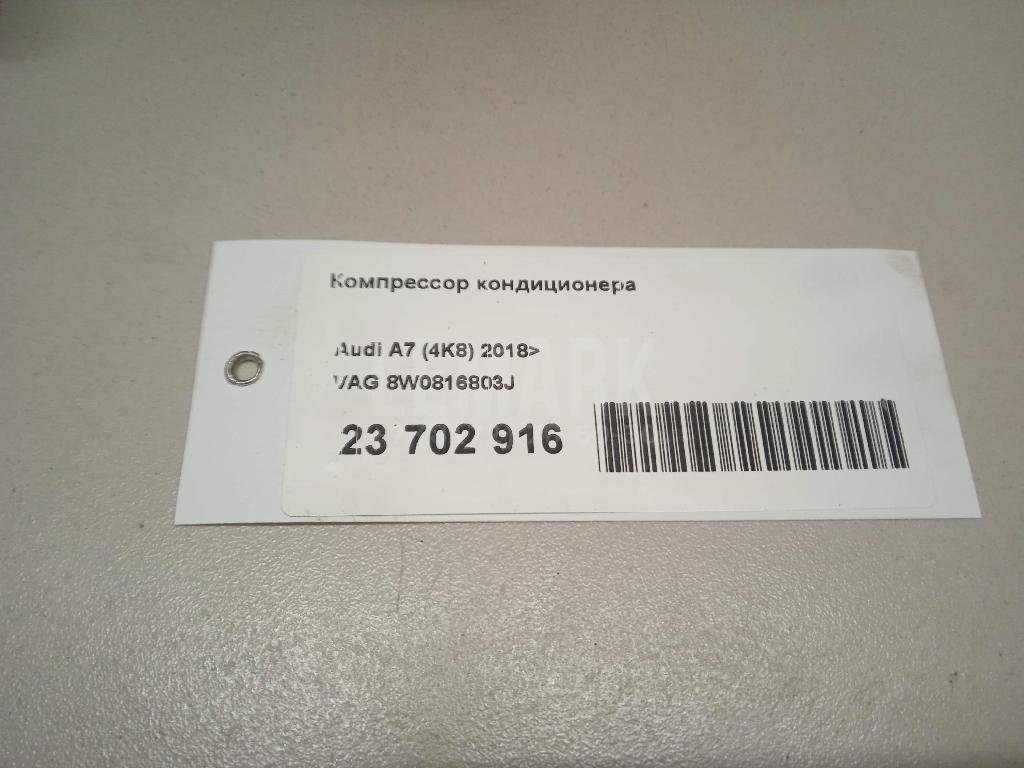 Компрессор кондиционера
Audi A7 (4K8) 2018>
VAG 8W0816803J
23 702 916